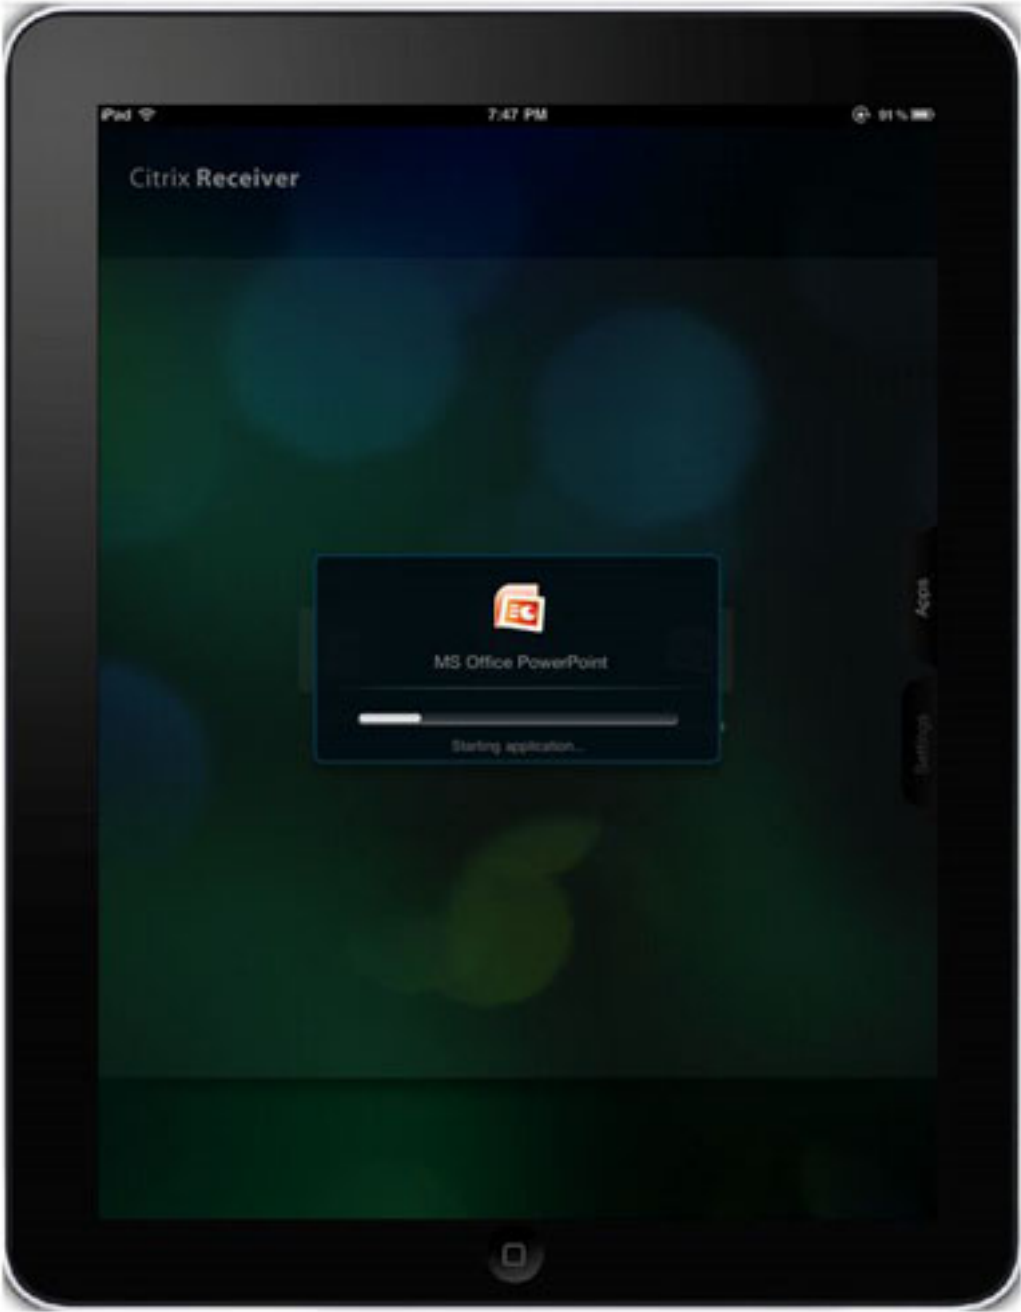 iPad
7:47 PM
91%
Citrix Receiver
MS Office PowerPoint
Starting application...
Apps
Settings